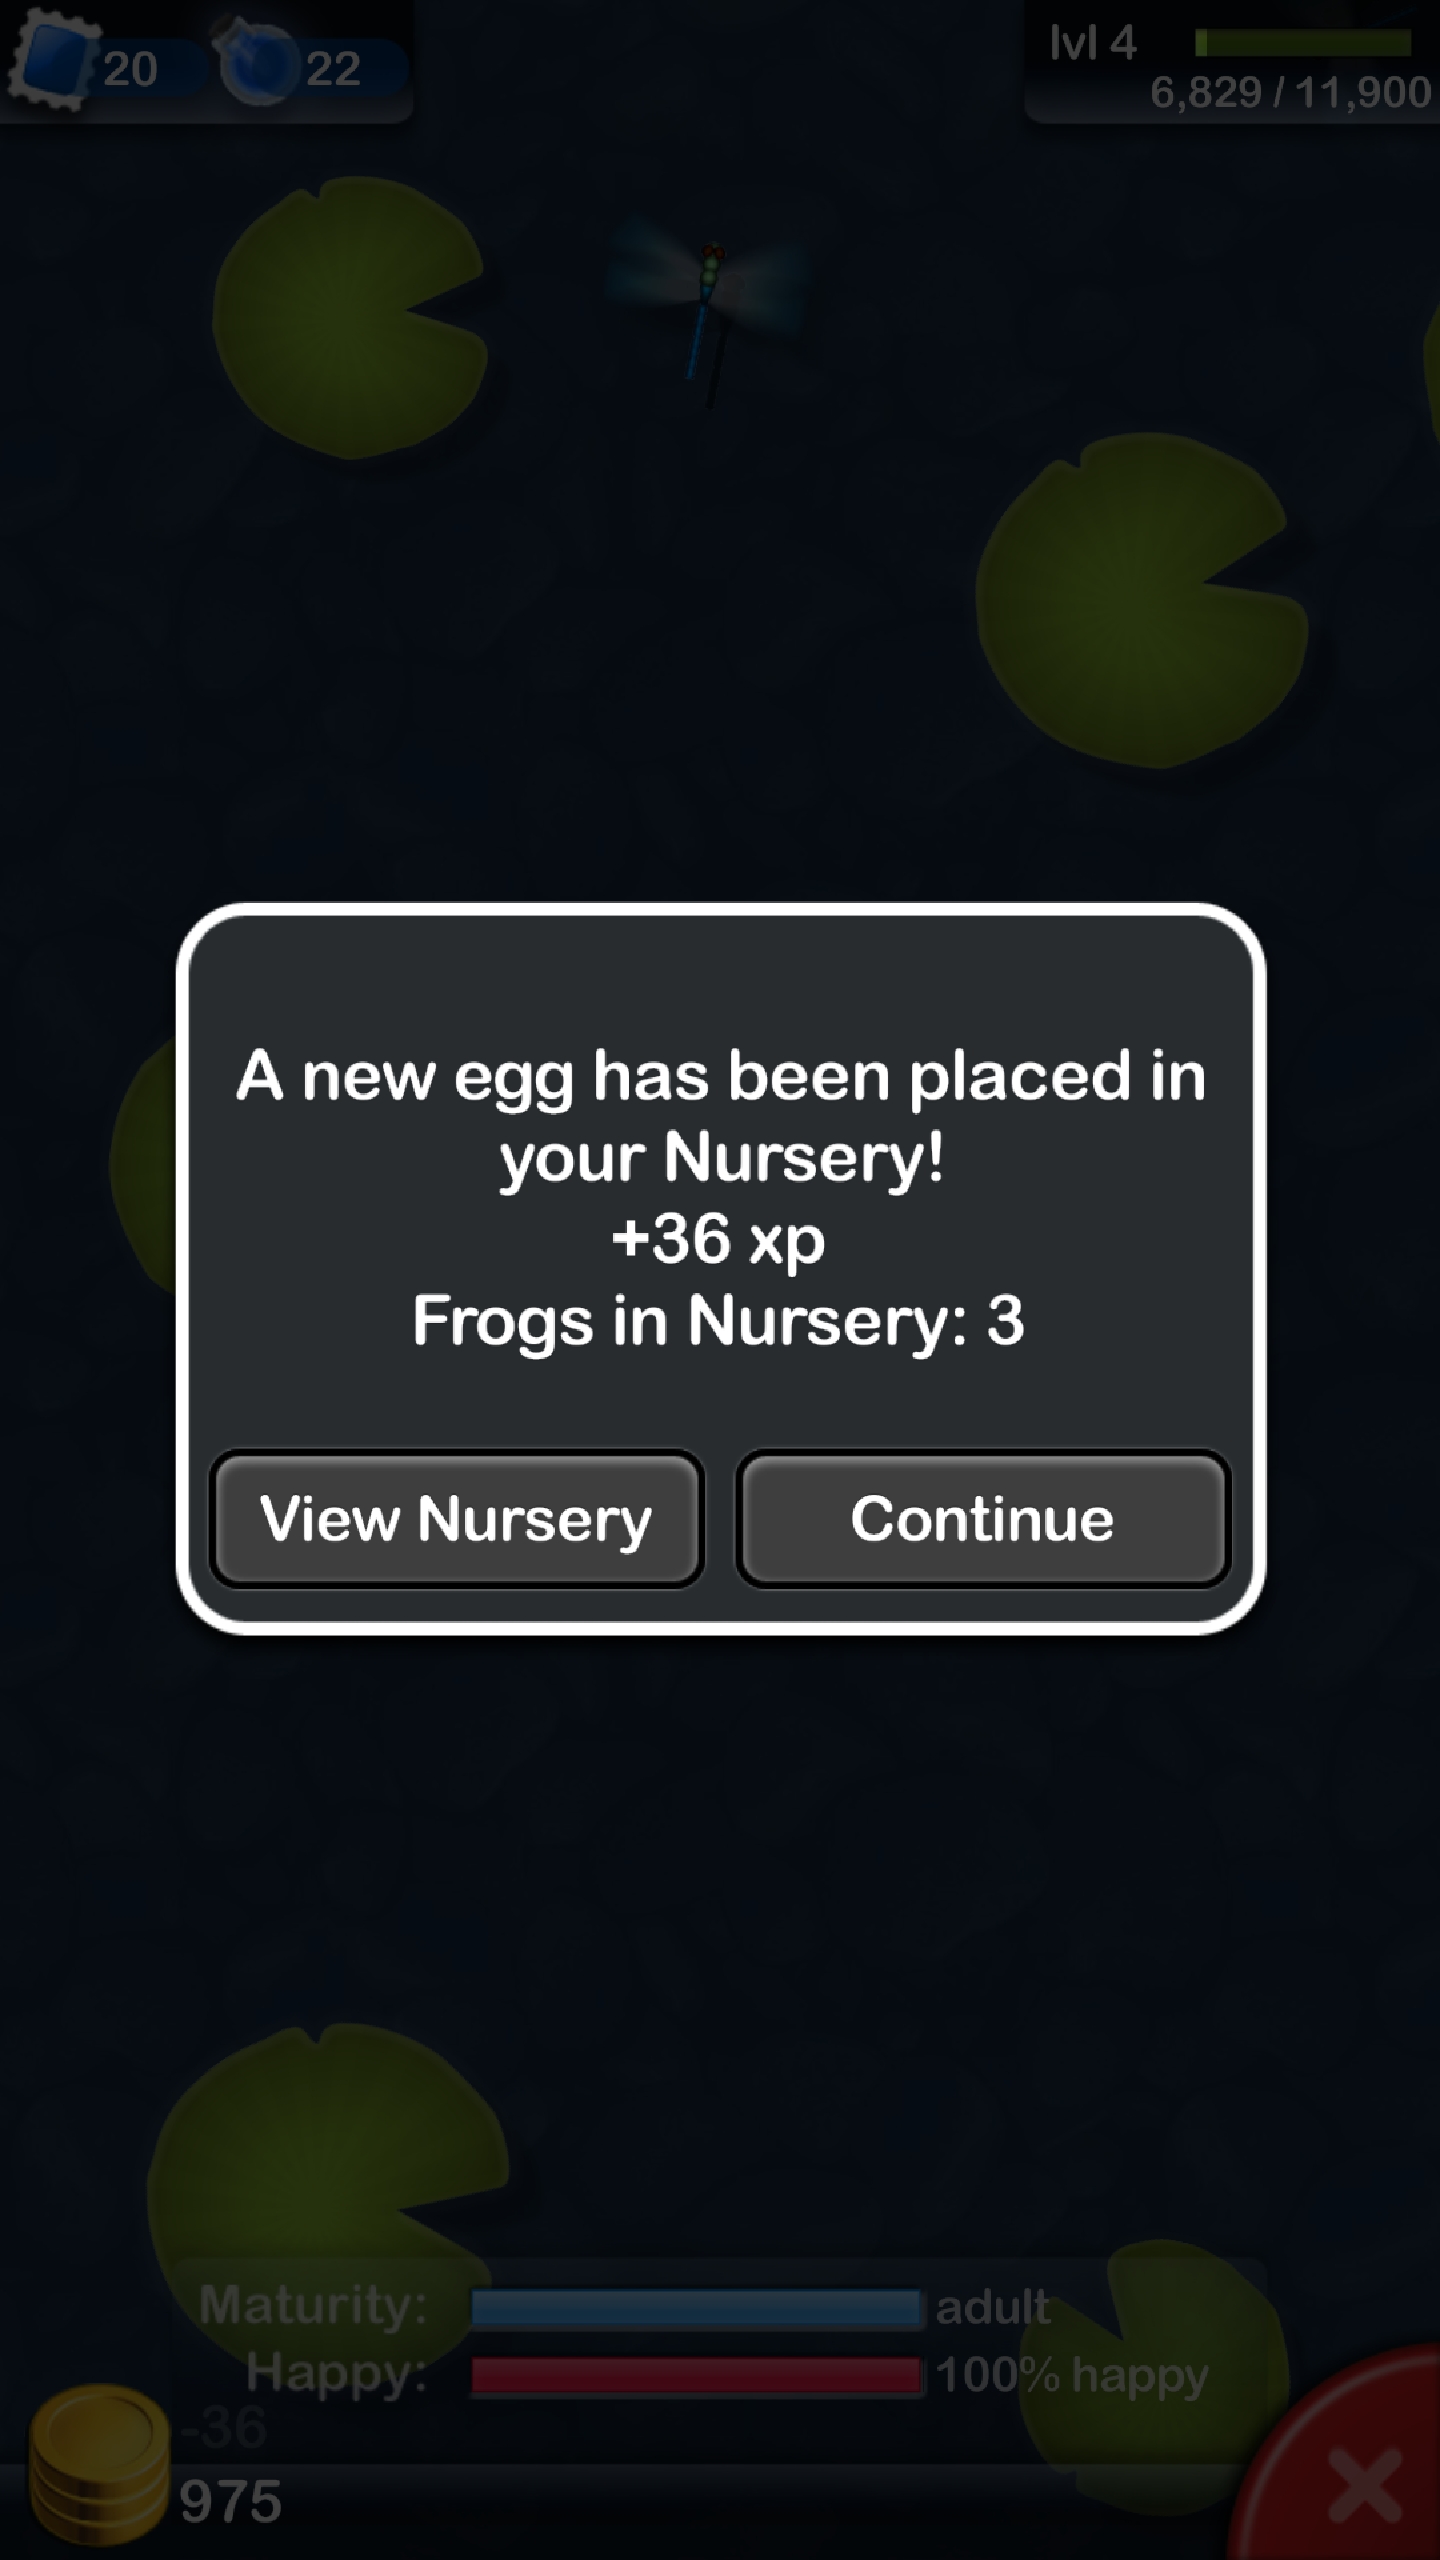 20
22
lvl 4
6,829 / 11,900
A new egg has been placed in
your Nursery!
+36 xp
Frogs in Nursery: 3
View Nursery
Continue
Maturity:
adult
Happy:
100% happy
-36
975